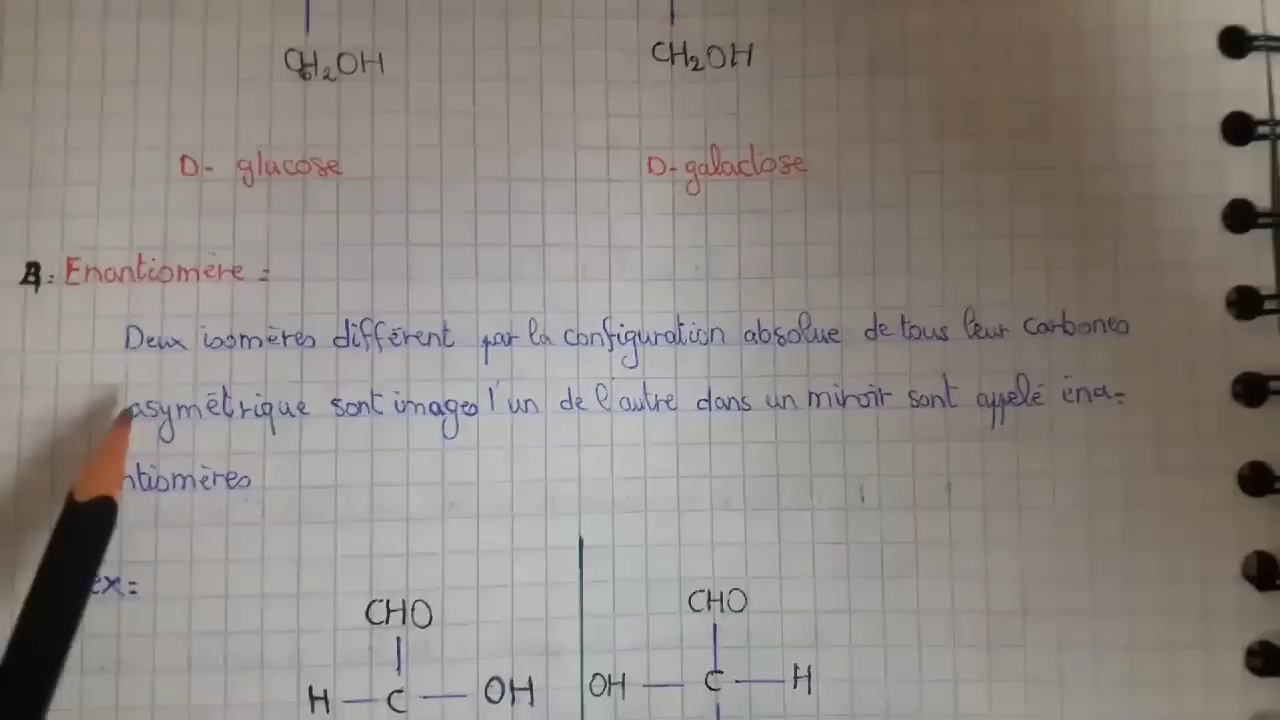 CH₂OH CH₂OH
D- glucose D- galactose
B: Enantiomère =
Deux isomères différent par la configuration absolue de tous leur carbones
asymétrique sont images l'un de l'autre dans un miroir sont appelé éna=
ntiomères
ex=
CHO CHO
H — C — OH OH — C — H